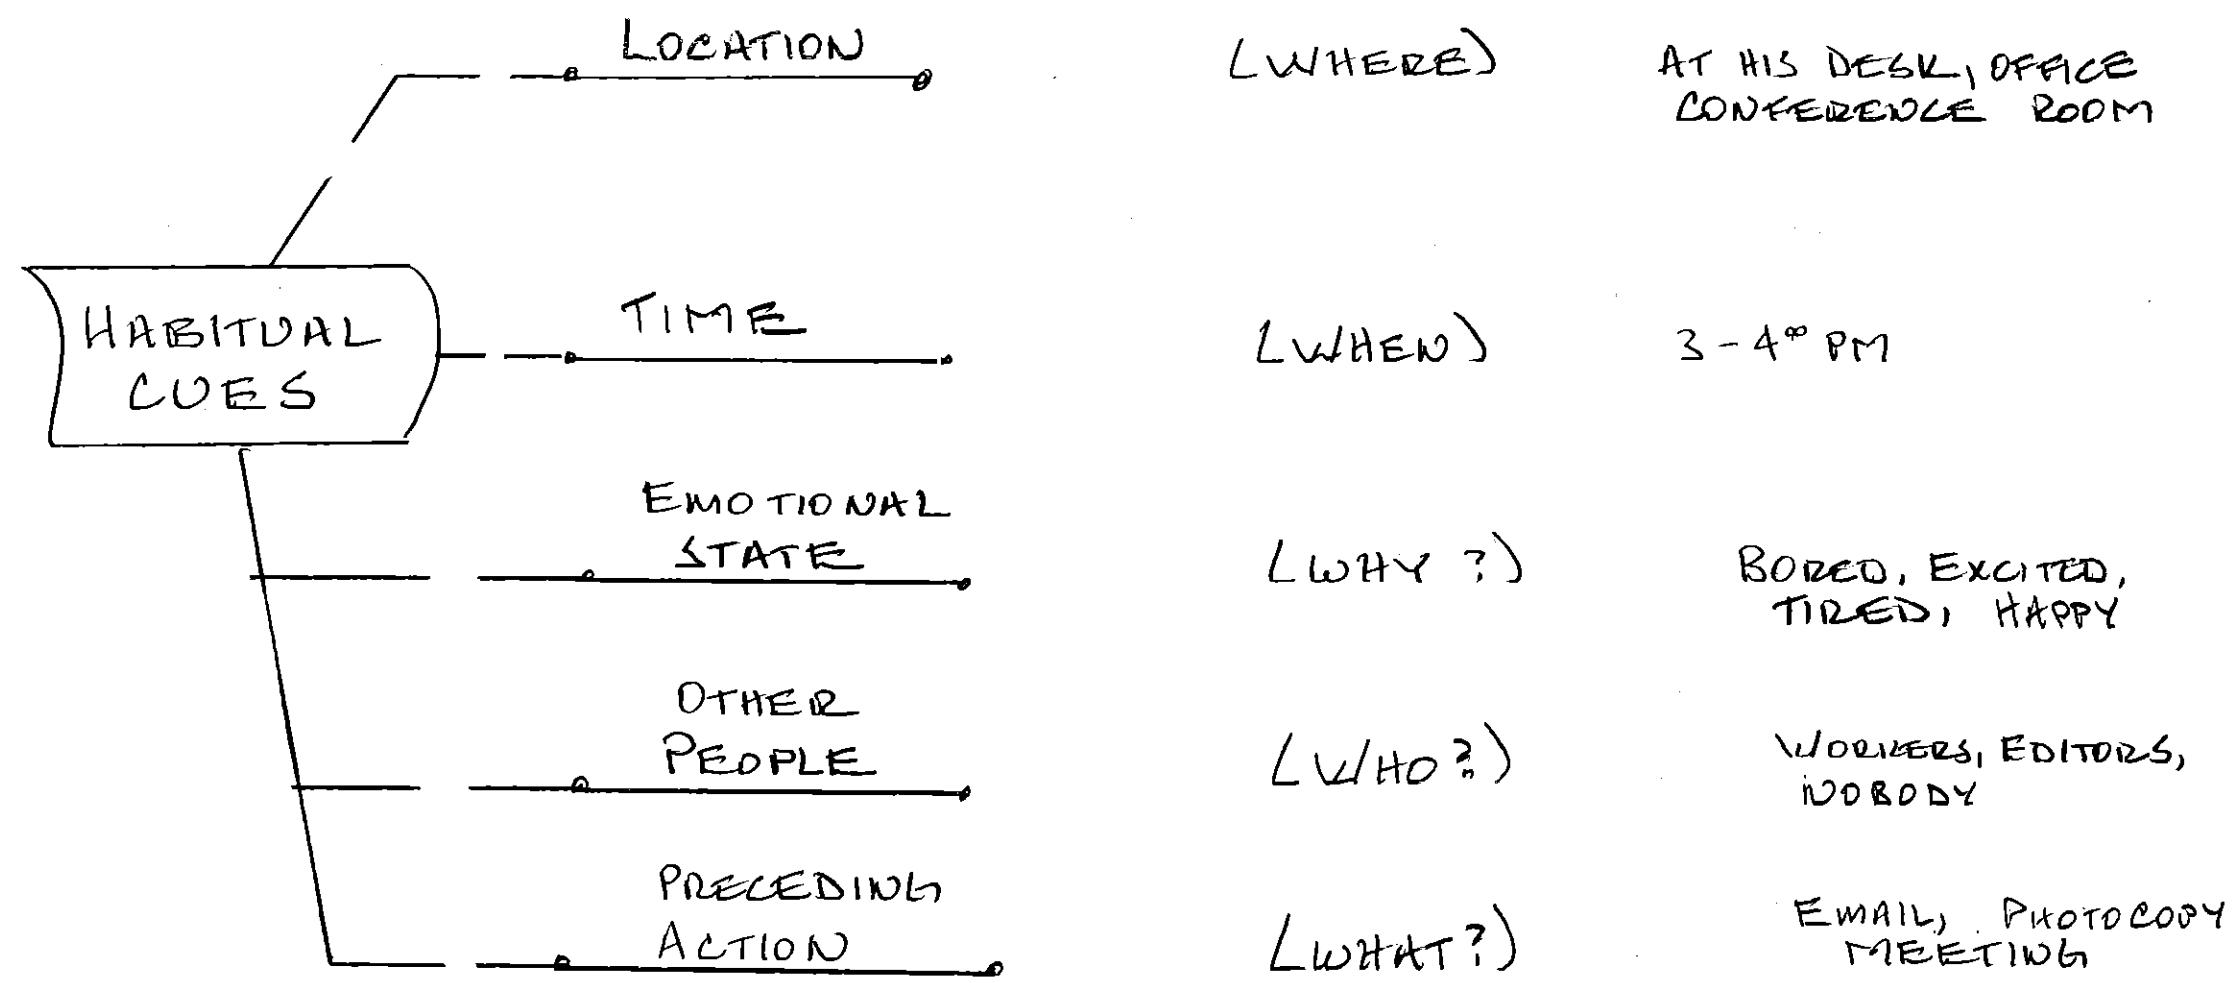 LOCATION (WHERE) AT HIS DESK, OFFICE
CONFERENCE ROOM
HABITUAL
CUES
TIME (WHEN) 3-4⁰⁰ PM
EMOTIONAL
STATE (WHY?) BORED, EXCITED,
TIRED, HAPPY
OTHER
PEOPLE (WHO?) WORKERS, EDITORS,
NOBODY
PRECEDING
ACTION (WHAT?) EMAIL, PHOTOCOPY
MEETING